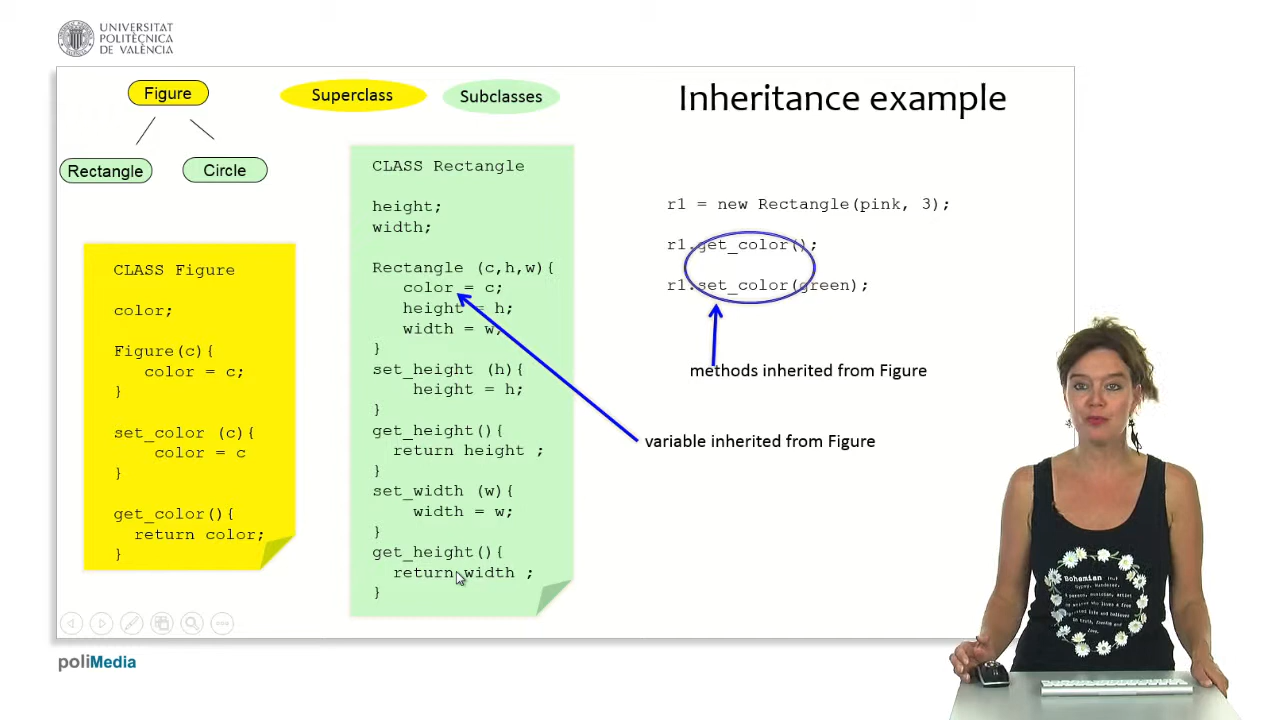 UNIVERSITAT
POLITÈCNICA
DE VALÈNCIA
Figure
Superclass
Subclasses
Inheritance example
Rectangle
Circle
CLASS Figure
color;
Figure(c){
color = c;
}
set_color (c){
color = c
}
get_color(){
return color;
}
CLASS Rectangle
height;
width;
Rectangle (c,h,w){
color = c;
height = h;
width = w;
}
set_height (h){
height = h;
}
get_height(){
return height ;
}
set_width (w){
width = w;
}
get_height(){
return width ;
}
r1 = new Rectangle(pink, 3);
r1.get_color();
r1.set_color(green);
methods inherited from Figure
variable inherited from Figure
Bohemian
poliMedia